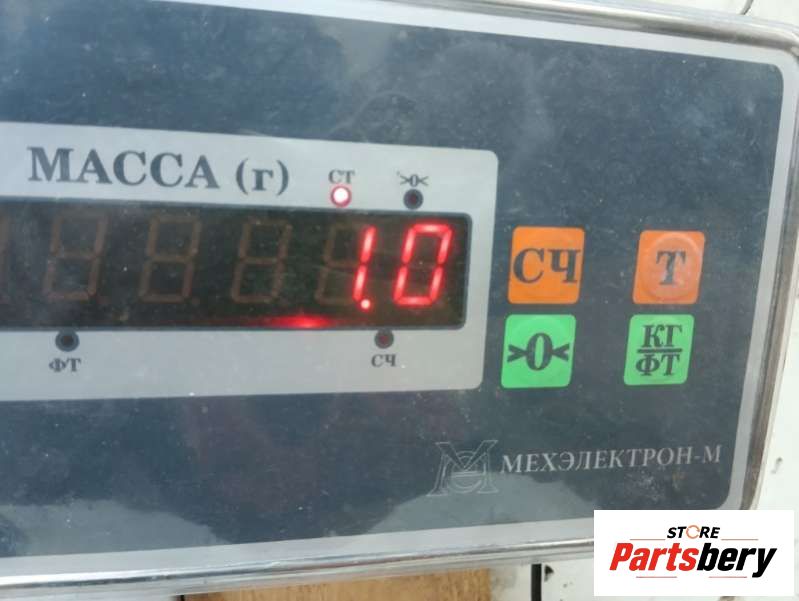 МАССА (г)
СТ
>0<
1.0
ФТ
СЧ
СЧ
Т
>0<
КГ
ФТ
МЕХЭЛЕКТРОН-М
STORE
Partsbery